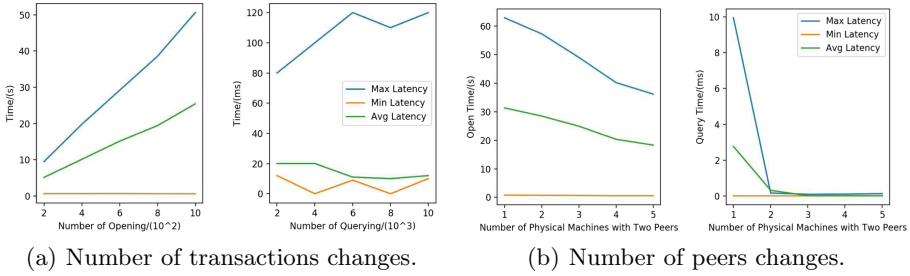 50
40
30
20
10
0
Time/(s)
2 4 6 8 10
Number of Opening/(10^2)
120
100
80
60
40
20
0
Time/(ms)
Max Latency
Min Latency
Avg Latency
2 4 6 8 10
Number of Querying/(10^3)
(a) Number of transactions changes.
60
50
40
30
20
10
0
Open Time/(s)
1 2 3 4 5
Number of Physical Machines with Two Peers
10
8
6
4
2
0
Query Time/(ms)
Max Latency
Min Latency
Avg Latency
1 2 3 4 5
Number of Physical Machines with Two Peers
(b) Number of peers changes.